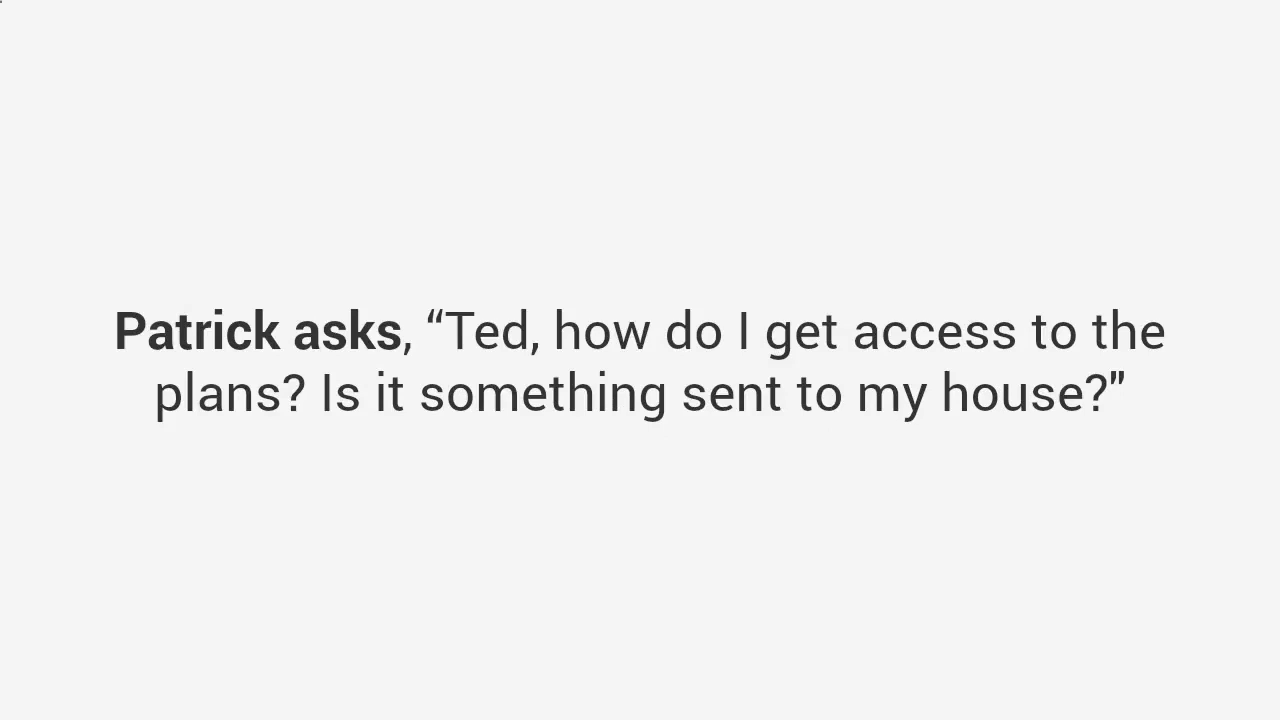 Patrick asks, “Ted, how do I get access to the
plans? Is it something sent to my house?"